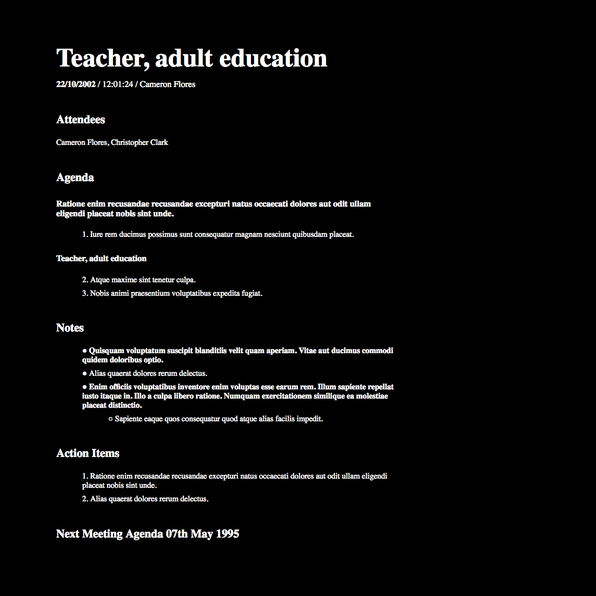 Teacher, adult education
22/10/2002 / 12:01:24 / Cameron Flores
Attendees
Cameron Flores, Christopher Clark
Agenda
Ratione enim recusandae recusandae excepturi natus occaecati dolores aut odit ullam
eligendi placeat nobis sint unde.
1. Iure rem ducimus possimus sunt consequatur magnam nesciunt quibusdam placeat.
Teacher, adult education
2. Atque maxime sint tenetur culpa.
3. Nobis animi praesentium voluptatibus expedita fugiat.
Notes
● Quisquam voluptatum suscipit blanditiis velit quam aperiam. Vitae aut ducimus commodi
quidem doloribus optio.
● Alias quaerat dolores rerum delectus.
● Enim officiis voluptatibus inventore enim voluptas esse earum rem. Illum sapiente repellat
iusto itaque in. Illo a culpa libero ratione. Numquam exercitationem similique ea molestiae
placeat distinctio.
○ Sapiente eaque quos consequatur quod atque alias facilis impedit.
Action Items
1. Ratione enim recusandae recusandae excepturi natus occaecati dolores aut odit ullam eligendi
placeat nobis sint unde.
2. Alias quaerat dolores rerum delectus.
Next Meeting Agenda 07th May 1995